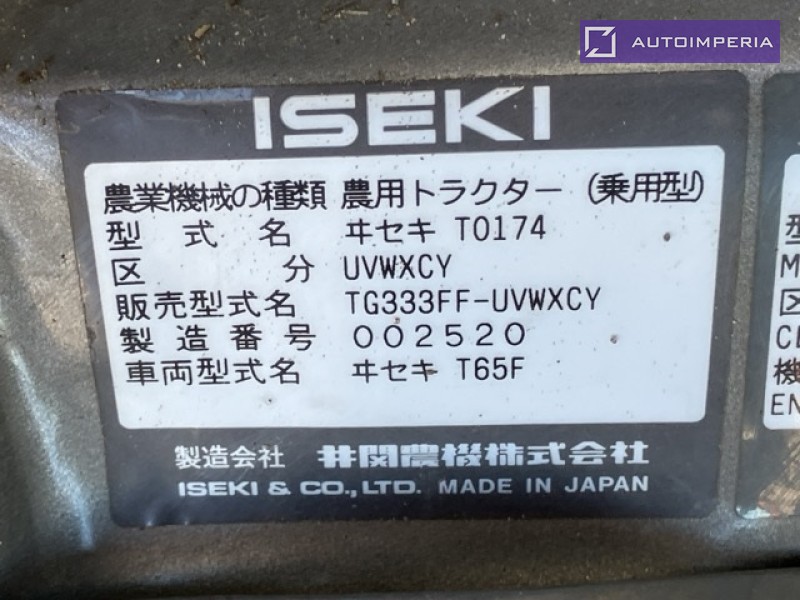 AUTOIMPERIA
ISEKI
農業機械の種類 農用トラクター (乗用型)
型式名 ヰセキ T0174
区分 UVWXCY
販売型式名 TG333FF-UVWXCY
製造番号 002520
車両型式名 ヰセキ T65F
製造会社 井関農機株式会社
ISEKI & CO., LTD. MADE IN JAPAN